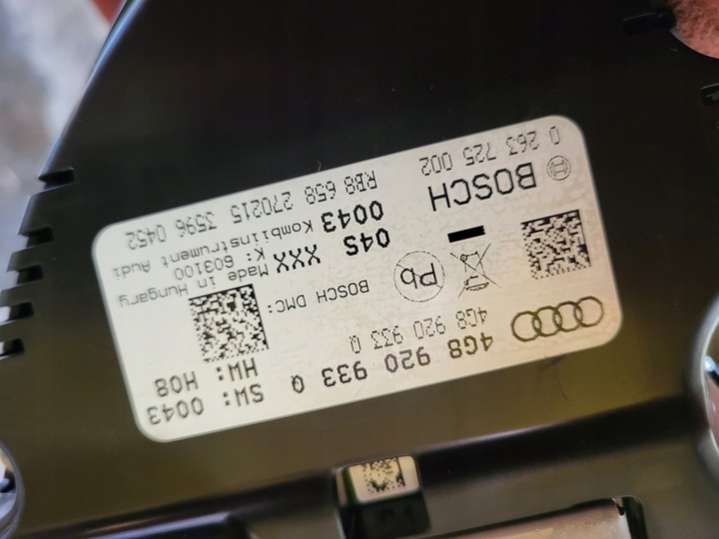 4G8 920 933 Q SW: 0043
4G8 920 933 Q HW: H08
BOSCH DMC:
Pb
04S XXX K: 603100 Made in Hungary
0043 Kombiinstrument Audi
BOSCH
RB8 658 270215 3596 0452
0 263 725 002